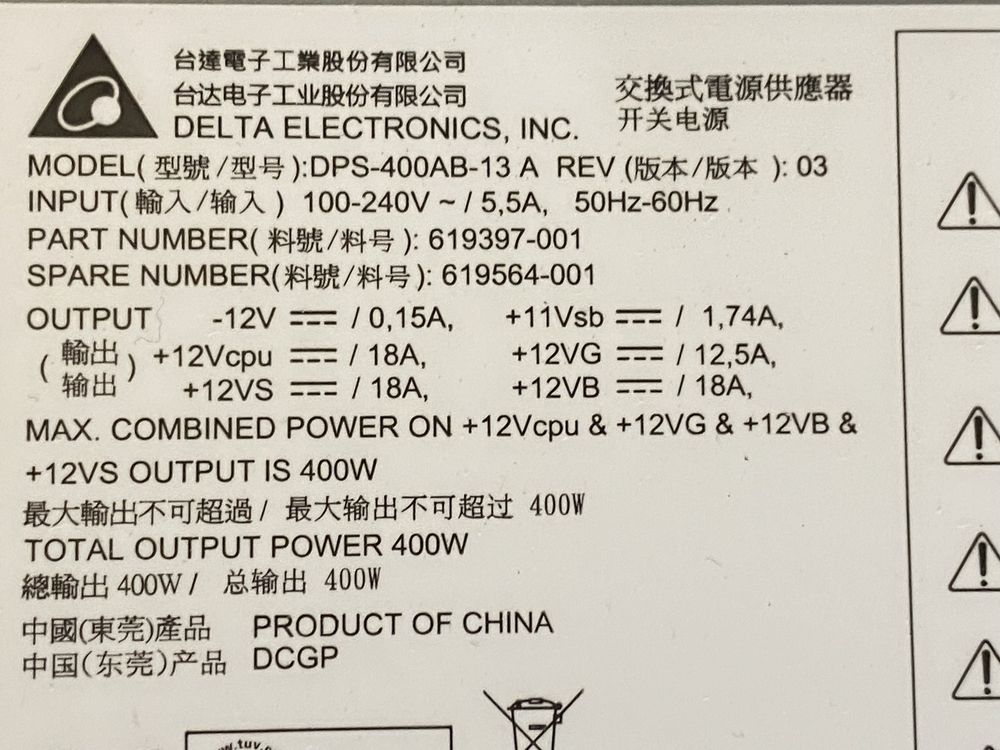 台達電子工業股份有限公司
台达电子工业股份有限公司
DELTA ELECTRONICS, INC.
交換式電源供應器
开关电源
MODEL( 型號/型号 ):DPS-400AB-13 A REV (版本/版本 ): 03
INPUT( 輸入/输入 ) 100-240V ~ / 5,5A, 50Hz-60Hz
PART NUMBER( 料號/料号 ): 619397-001
SPARE NUMBER(料號/料号 ): 619564-001
OUTPUT -12V ⎓ / 0,15A, +11Vsb ⎓ / 1,74A,
( 輸出 输出 ) +12Vcpu ⎓ / 18A, +12VG ⎓ / 12,5A,
+12VS ⎓ / 18A, +12VB ⎓ / 18A,
MAX. COMBINED POWER ON +12Vcpu & +12VG & +12VB &
+12VS OUTPUT IS 400W
最大輸出不可超過 / 最大输出不可超过 400W
TOTAL OUTPUT POWER 400W
總輸出 400W / 总输出 400W
中國(東莞)產品 PRODUCT OF CHINA
中国(东莞)产品 DCGP